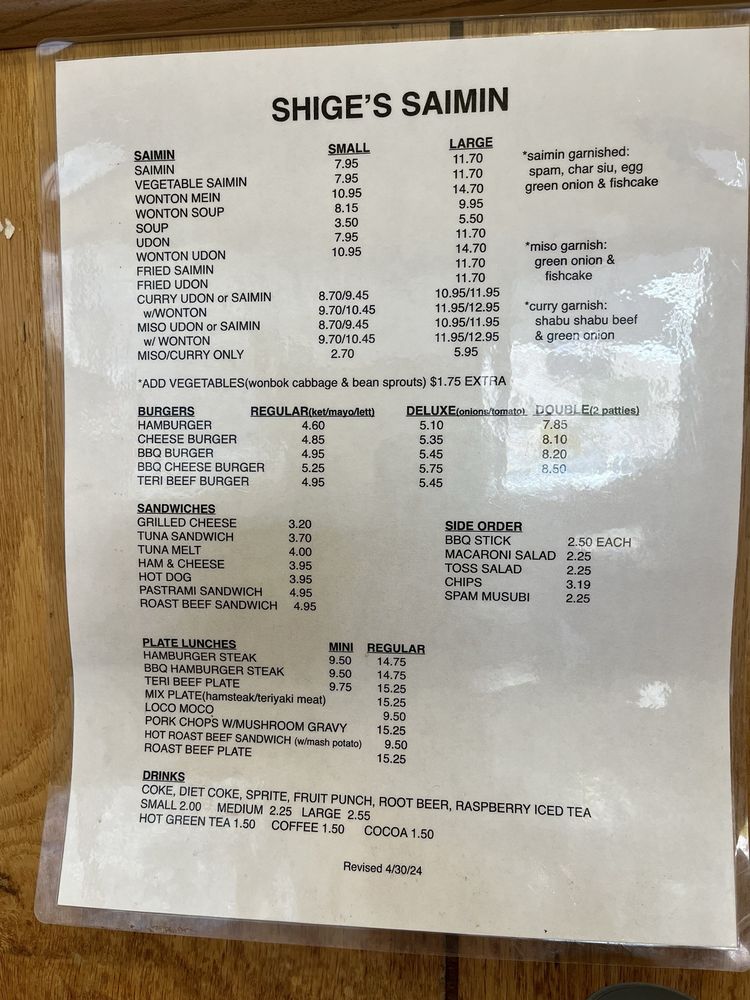 SHIGE'S SAIMIN
SAIMIN SMALL LARGE
SAIMIN 7.95 11.70
VEGETABLE SAIMIN 7.95 11.70
WONTON MEIN 10.95 14.70
WONTON SOUP 8.15 9.95
SOUP 3.50 5.50
UDON 7.95 11.70
WONTON UDON 10.95 14.70
FRIED SAIMIN 11.70
FRIED UDON 11.70
CURRY UDON or SAIMIN 8.70/9.45 10.95/11.95
w/WONTON 9.70/10.45 11.95/12.95
MISO UDON or SAIMIN 8.70/9.45 10.95/11.95
w/ WONTON 9.70/10.45 11.95/12.95
MISO/CURRY ONLY 2.70 5.95
*saimin garnished:
spam, char siu, egg
green onion & fishcake
*miso garnish:
green onion &
fishcake
*curry garnish:
shabu shabu beef
& green onion
*ADD VEGETABLES(wonbok cabbage & bean sprouts) $1.75 EXTRA
BURGERS REGULAR(ket/mayo/lett) DELUXE(onions/tomato) DOUBLE(2 patties)
HAMBURGER 4.60 5.10 7.85
CHEESE BURGER 4.85 5.35 8.10
BBQ BURGER 4.95 5.45 8.20
BBQ CHEESE BURGER 5.25 5.75 8.50
TERI BEEF BURGER 4.95 5.45
SANDWICHES
GRILLED CHEESE 3.20
TUNA SANDWICH 3.70
TUNA MELT 4.00
HAM & CHEESE 3.95
HOT DOG 3.95
PASTRAMI SANDWICH 4.95
ROAST BEEF SANDWICH 4.95
SIDE ORDER
BBQ STICK 2.50 EACH
MACARONI SALAD 2.25
TOSS SALAD 2.25
CHIPS 3.19
SPAM MUSUBI 2.25
PLATE LUNCHES MINI REGULAR
HAMBURGER STEAK 9.50 14.75
BBQ HAMBURGER STEAK 9.50 14.75
TERI BEEF PLATE 9.75 15.25
MIX PLATE(hamsteak/teriyaki meat) 15.25
LOCO MOCO 9.50
PORK CHOPS W/MUSHROOM GRAVY 15.25
HOT ROAST BEEF SANDWICH (w/mash potato) 9.50
ROAST BEEF PLATE 15.25
DRINKS
COKE, DIET COKE, SPRITE, FRUIT PUNCH, ROOT BEER, RASPBERRY ICED TEA
SMALL 2.00 MEDIUM 2.25 LARGE 2.55
HOT GREEN TEA 1.50 COFFEE 1.50 COCOA 1.50
Revised 4/30/24